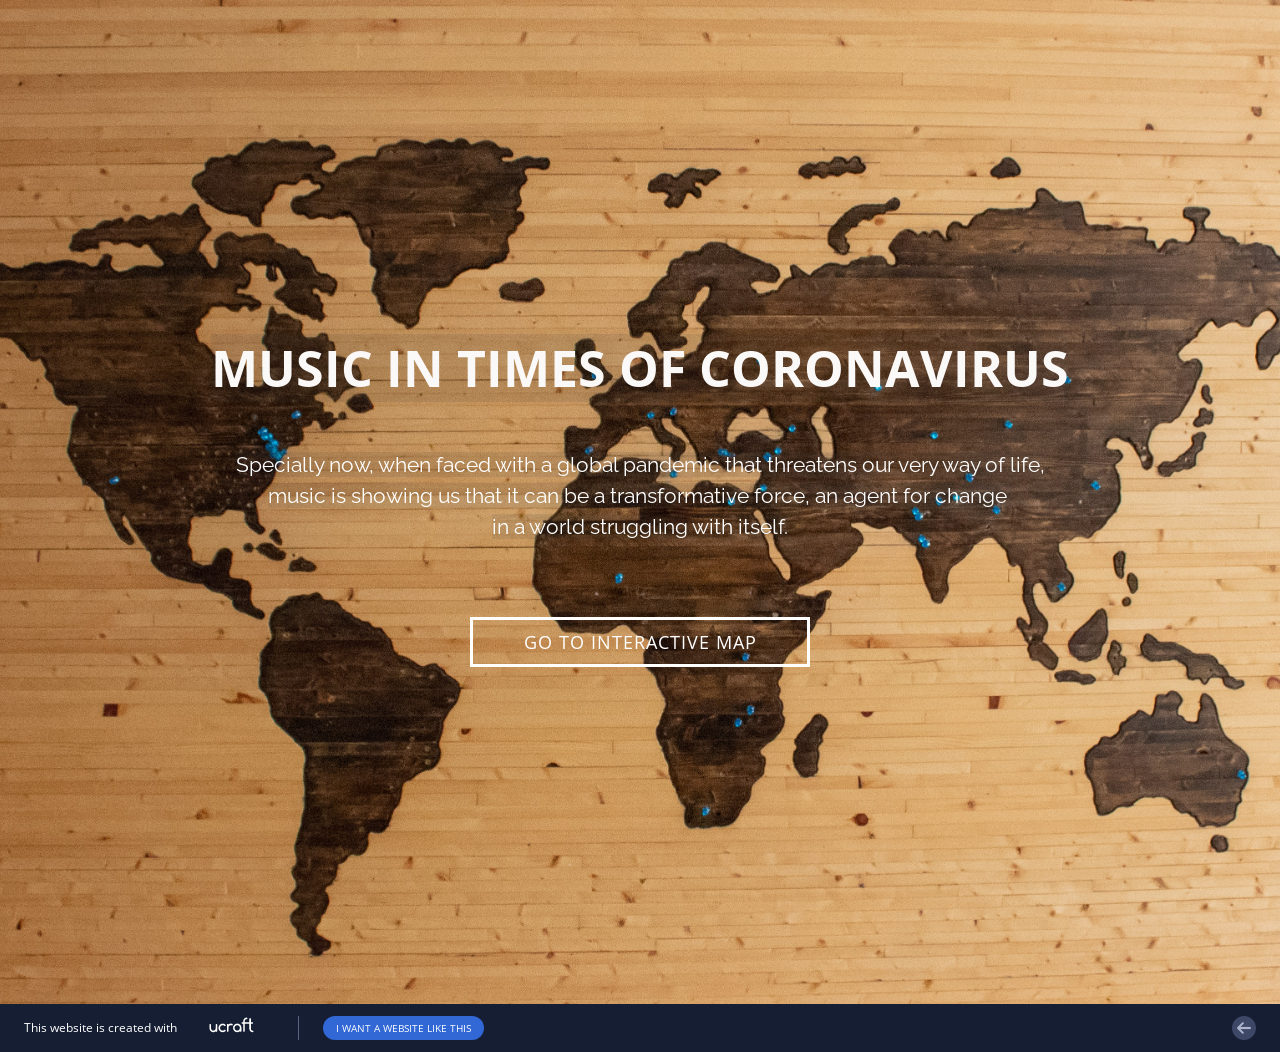 MUSIC IN TIMES OF CORONAVIRUS
Specially now, when faced with a global pandemic that threatens our very way of life,
music is showing us that it can be a transformative force, an agent for change
in a world struggling with itself.
GO TO INTERACTIVE MAP
This website is created with ucraft I WANT A WEBSITE LIKE THIS